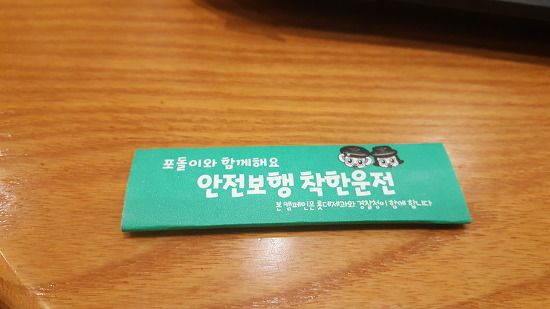 포돌이와 함께해요
안전보행 착한운전
본 캠페인은 롯데제과와 경찰청이 함께 합니다